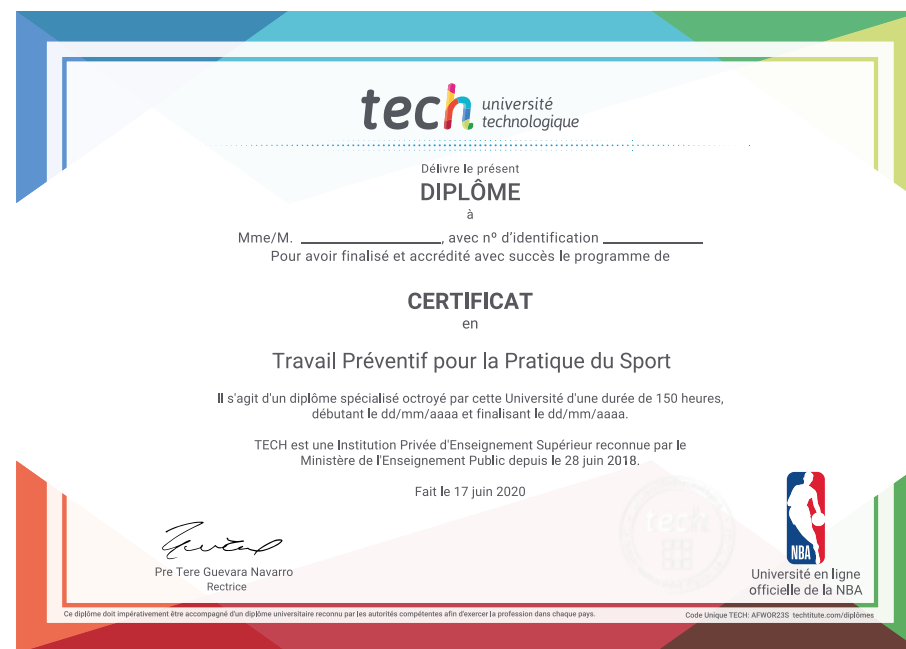 tech université
technologique
Délivre le présent
DIPLÔME
à
Mme/M. ____________________, avec nº d'identification ______________
Pour avoir finalisé et accrédité avec succès le programme de
CERTIFICAT
en
Travail Préventif pour la Pratique du Sport
Il s'agit d'un diplôme spécialisé octroyé par cette Université d'une durée de 150 heures,
débutant le dd/mm/aaaa et finalisant le dd/mm/aaaa.
TECH est une Institution Privée d'Enseignement Supérieur reconnue par le
Ministère de l'Enseignement Public depuis le 28 juin 2018.
Fait le 17 juin 2020
tech
NBA
Pre Tere Guevara Navarro
Rectrice
Université en ligne
officielle de la NBA
Ce diplôme doit impérativement être accompagné d'un diplôme universitaire reconnu par les autorités compétentes afin d'exercer la profession dans chaque pays.
Code Unique TECH: AFWOR23S techtitute.com/diplômes